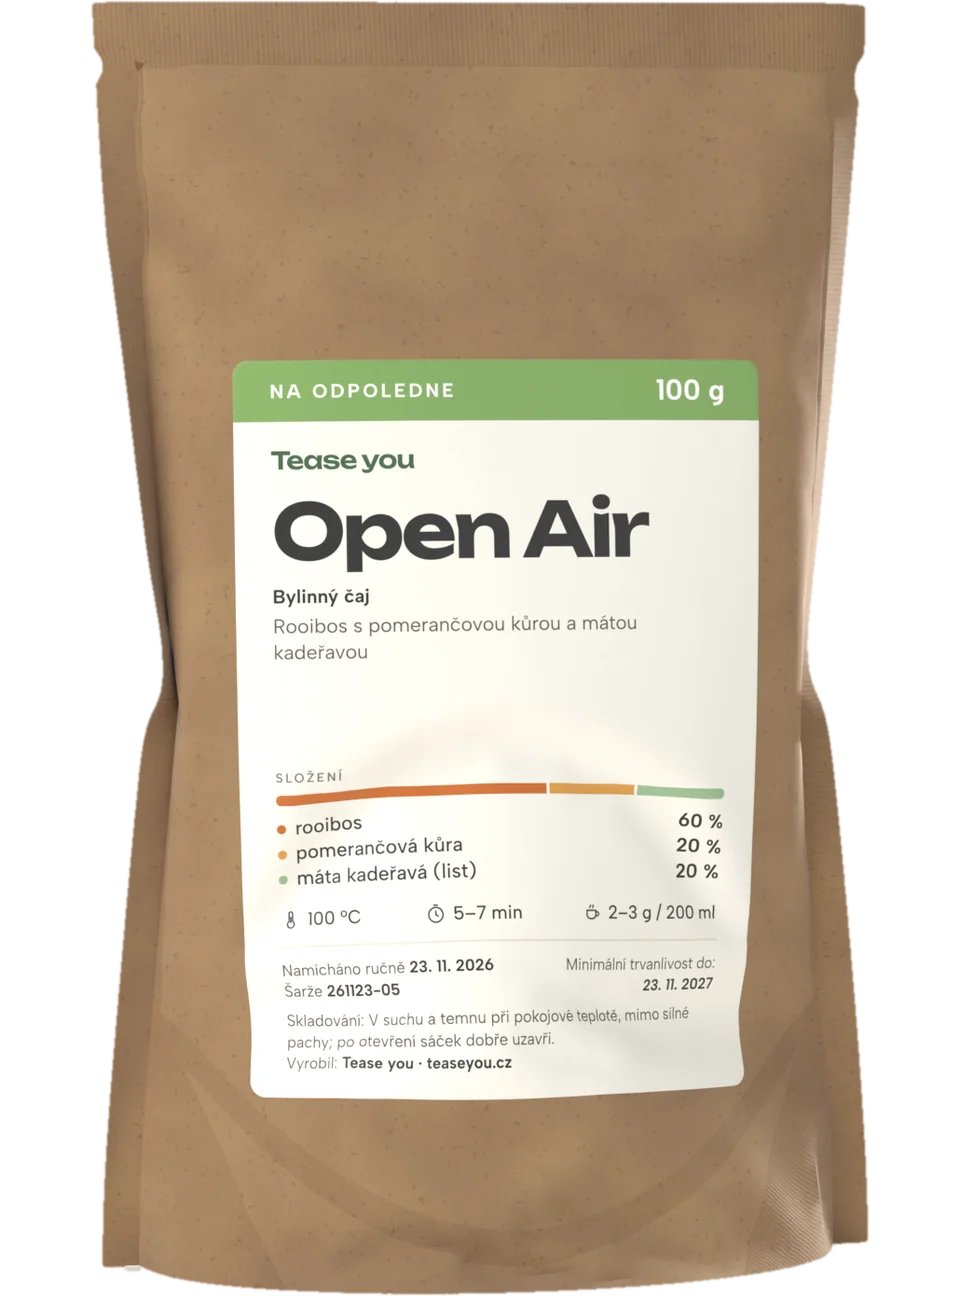 NA ODPOLEDNE 100 g
Tease you
Open Air
Bylinný čaj
Rooibos s pomerančovou kůrou a mátou
kadeřavou
SLOŽENÍ
rooibos 60 %
pomerančová kůra 20 %
máta kadeřavá (list) 20 %
100 °C 5–7 min 2–3 g / 200 ml
Namícháno ručně 23. 11. 2026 Minimální trvanlivost do:
Šarže 261123-05 23. 11. 2027
Skladování: V suchu a temnu při pokojové teplotě, mimo silné
pachy; po otevření sáček dobře uzavři.
Vyrobil: Tease you · teaseyou.cz